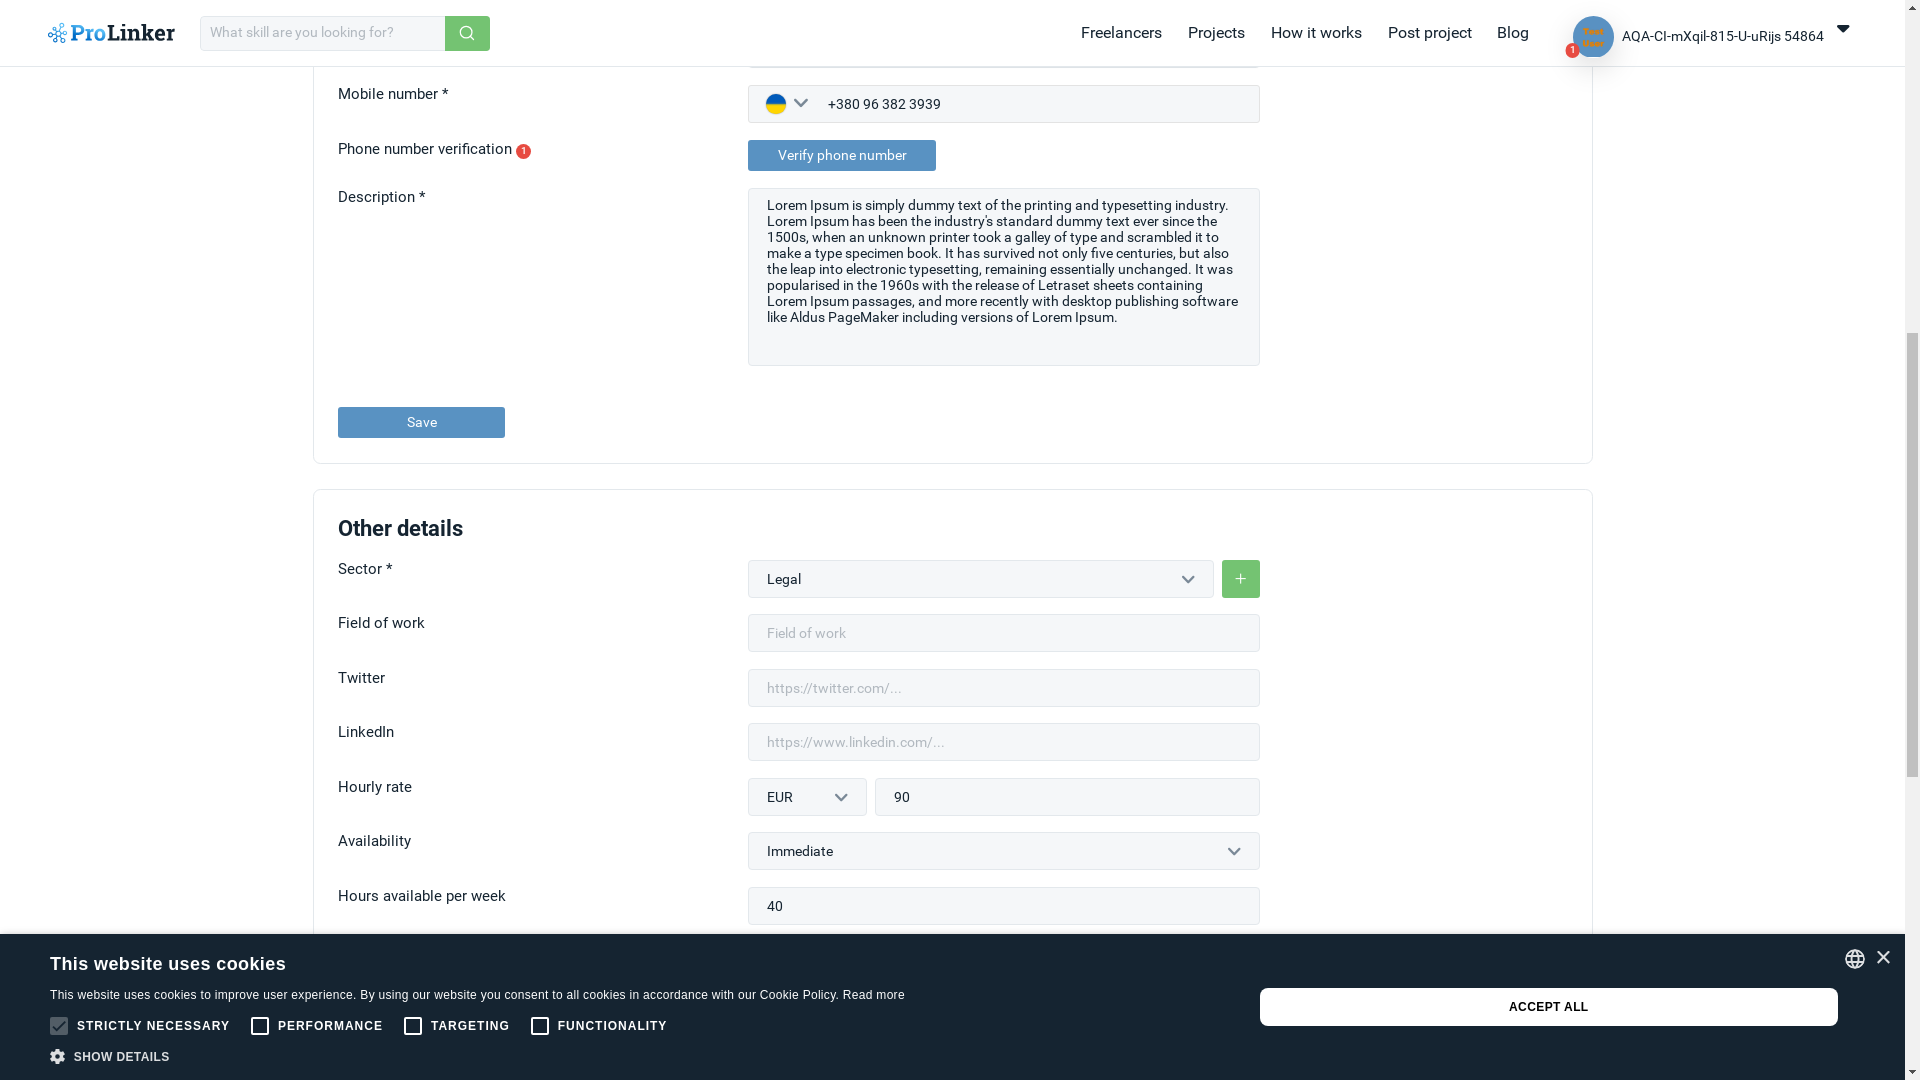 ProLinker
What skill are you looking for?
Freelancers
Projects
How it works
Post project
Blog
Test
User
1
AQA-CI-mXqil-815-U-uRijs 54864
Mobile number *
+380 96 382 3939
Phone number verification 1
Verify phone number
Description *
Lorem Ipsum is simply dummy text of the printing and typesetting industry.
Lorem Ipsum has been the industry's standard dummy text ever since the
1500s, when an unknown printer took a galley of type and scrambled it to
make a type specimen book. It has survived not only five centuries, but also
the leap into electronic typesetting, remaining essentially unchanged. It was
popularised in the 1960s with the release of Letraset sheets containing
Lorem Ipsum passages, and more recently with desktop publishing software
like Aldus PageMaker including versions of Lorem Ipsum.
Save
Other details
Sector *
Legal
+
Field of work
Field of work
Twitter
https://twitter.com/...
LinkedIn
https://www.linkedin.com/...
Hourly rate
EUR
90
Availability
Immediate
Hours available per week
40
This website uses cookies
This website uses cookies to improve user experience. By using our website you consent to all cookies in accordance with our Cookie Policy. Read more
STRICTLY NECESSARY
PERFORMANCE
TARGETING
FUNCTIONALITY
SHOW DETAILS
ACCEPT ALL
×